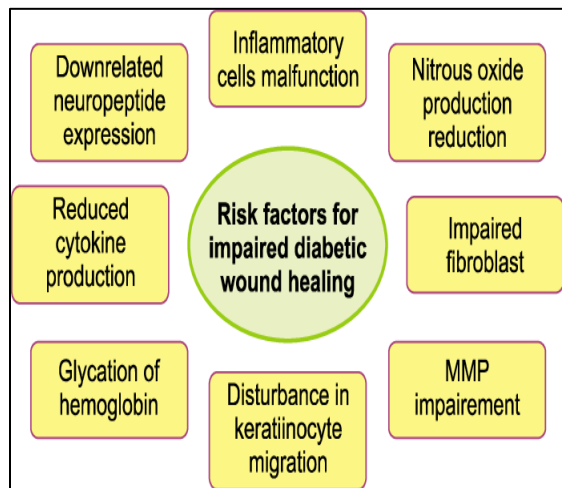 Inflammatory
cells malfunction
Downrelated
neuropeptide
expression
Nitrous oxide
production
reduction
Reduced
cytokine
production
Risk factors for
impaired diabetic
wound healing
Impaired
fibroblast
Glycation of
hemoglobin
Disturbance in
keratiinocyte
migration
MMP
impairement